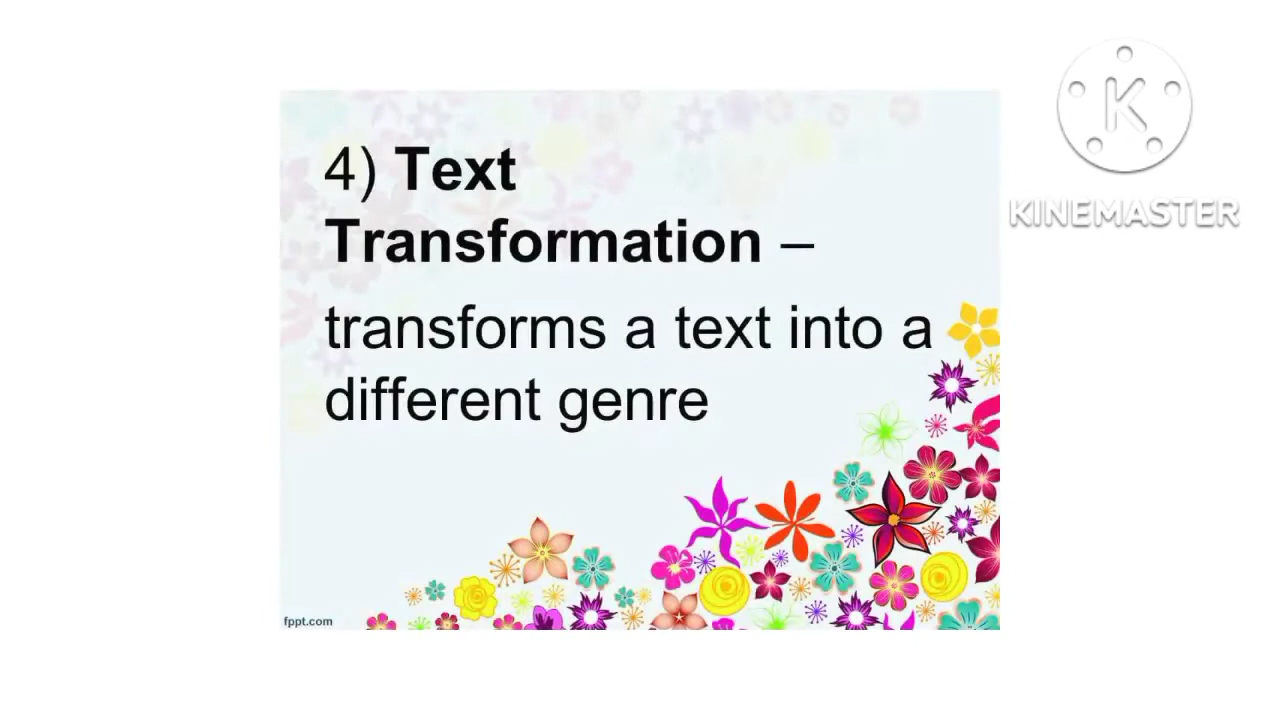 4) Text
Transformation –
transforms a text into a
different genre
fppt.com
K
KINEMASTER